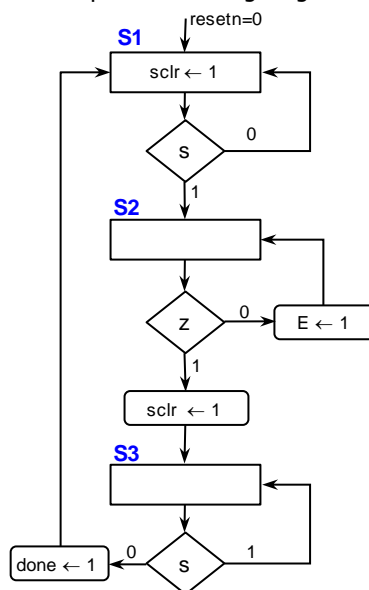 resetn=0
S1
sclr ← 1
0
s
1
S2
z
0
E ← 1
1
sclr ← 1
S3
done ← 1
0
s
1